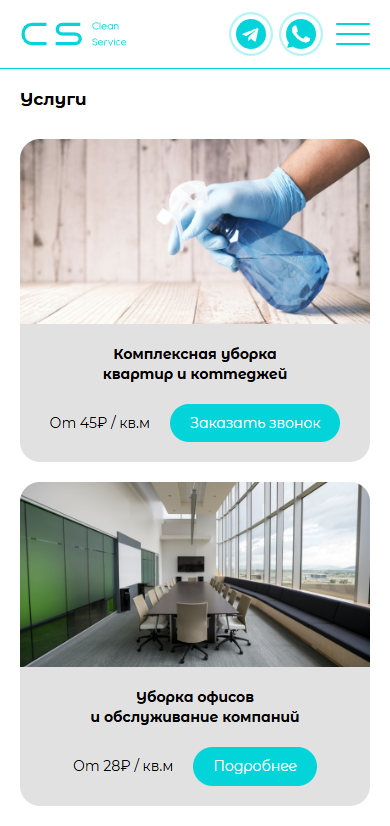 CS Clean
Service
Услуги
Комплексная уборка
квартир и коттеджей
От 45₽ / кв.м Заказать звонок
Уборка офисов
и обслуживание компаний
От 28₽ / кв.м Подробнее